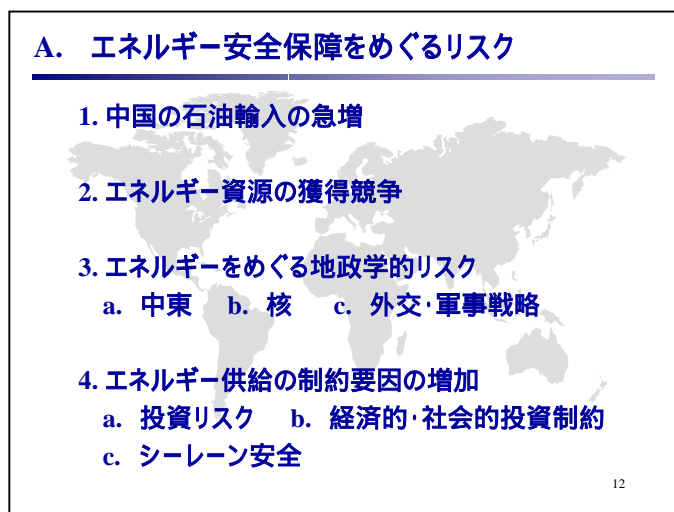 A. エネルギー安全保障をめぐるリスク
1. 中国の石油輸入の急増
2. エネルギー資源の獲得競争
3. エネルギーをめぐる地政学的リスク
a. 中東 b. 核 c. 外交･軍事戦略
4. エネルギー供給の制約要因の増加
a. 投資リスク b. 経済的･社会的投資制約
c. シーレーン安全
12